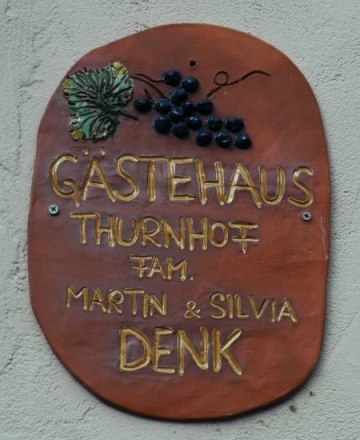 GÄSTEHAUS
THURNHOF
FAM.
MARTIN & SILVIA
DENK